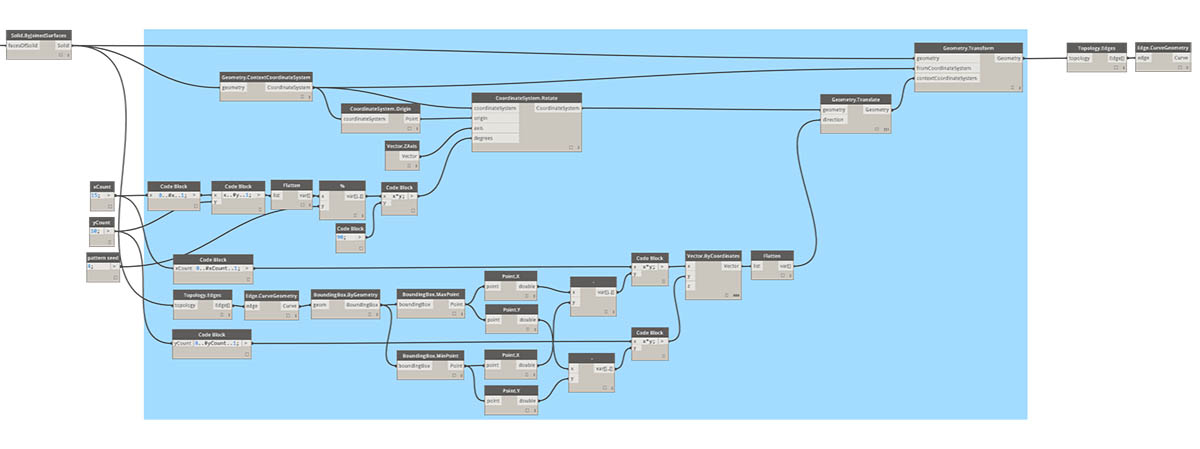 Solid.ByJoinedSurfaces
facesOfSolid Solid
Geometry.ContextCoordinateSystem
geometry CoordinateSystem
CoordinateSystem.Origin
coordinateSystem Point
Vector.ZAxis
Vector
CoordinateSystem.Rotate
coordinateSystem CoordinateSystem
origin
axis
degrees
Geometry.Transform
geometry Geometry
fromCoordinateSystem
contextCoordinateSystem
Geometry.Translate
geometry Geometry
direction
Topology.Edges
topology Edge[]
Edge.CurveGeometry
edge Curve
xCount
15; >
yCount
>
pattern seed
4; >
Code Block
x 0..#x..1; >
Code Block
x x..#y..1; >
y
Flatten
list var[]
%
x var[]..[]
y
Code Block
x x*y; >
y
Code Block
90; >
Code Block
xCount 0..#xCount..1; >
Topology.Edges
topology Edge[]
Edge.CurveGeometry
edge Curve
BoundingBox.ByGeometry
geom BoundingBox
Code Block
yCount 0..#yCount..1; >
BoundingBox.MaxPoint
boundingBox Point
BoundingBox.MinPoint
boundingBox Point
Point.X
point double
Point.Y
point double
Point.X
point double
Point.Y
point double
-
x var[]..[]
y
-
x var[]..[]
y
Code Block
x x*y; >
y
Code Block
x x*y; >
y
Vector.ByCoordinates
x Vector
y
z
Flatten
list var[]